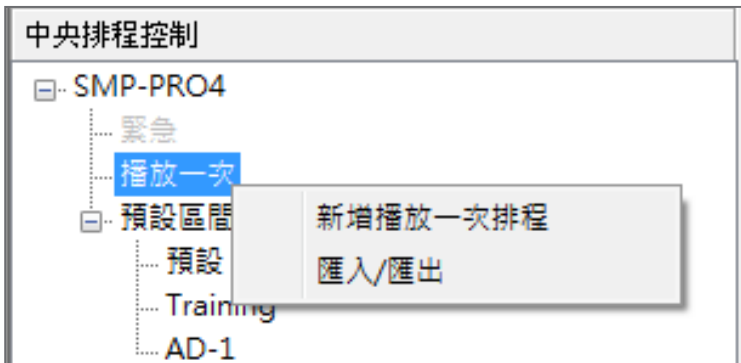 中央排程控制
SMP-PRO4
緊急
播放一次
預設區間
新增播放一次排程
預設
匯入/匯出
Training
AD-1